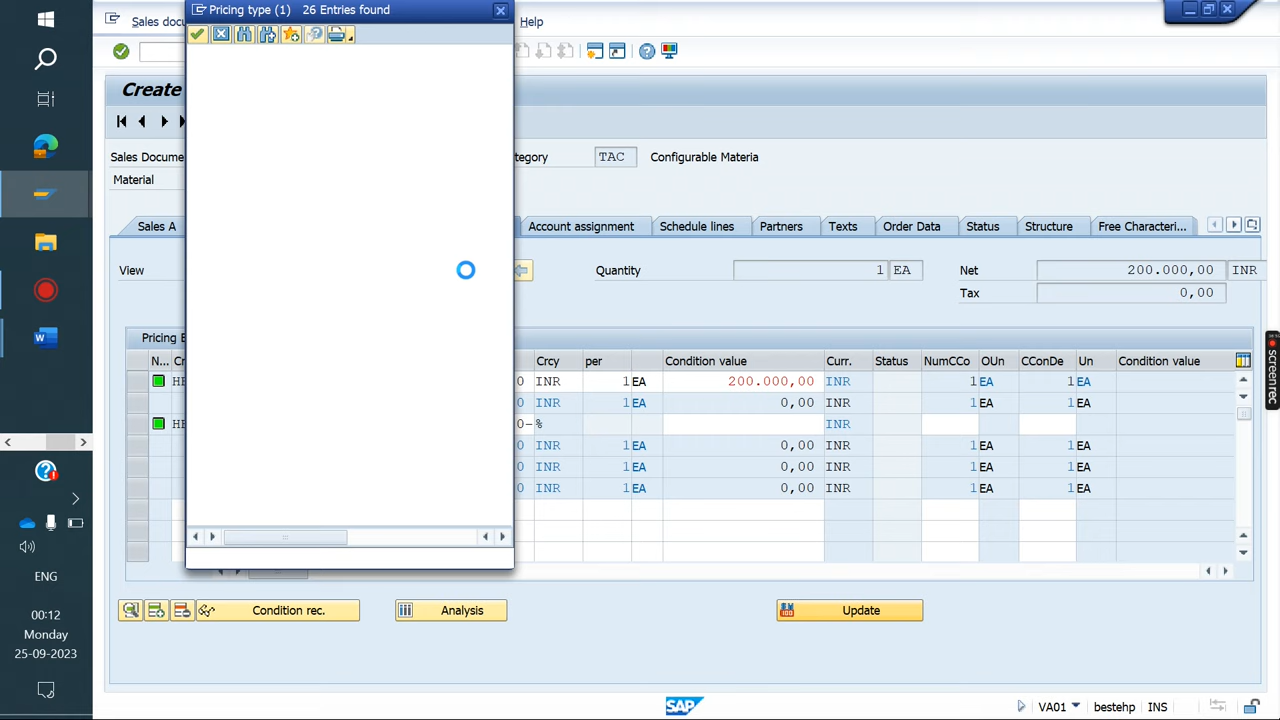 Pricing type (1)   26 Entries found
Sales docu
Help
Create
Sales Docume
tegory
TAC
Configurable Materia
Material
Sales A
Account assignment
Schedule lines
Partners
Texts
Order Data
Status
Structure
Free Characteri...
View
Quantity
1
EA
Net
200.000,00
INR
Tax
0,00
Pricing E
N...
Cr
Crcy
per
Condition value
Curr.
Status
NumCCo
OUn
CConDe
Un
Condition value
0 INR 1 EA 200.000,00 INR 1 EA 1 EA
0 INR 1 EA 0,00 INR 1 EA 1 EA
0- % INR 1 EA 1 EA
0 INR 1 EA 0,00 INR 1 EA 1 EA
0 INR 1 EA 0,00 INR 1 EA 1 EA
0 INR 1 EA 0,00 INR 1 EA 1 EA
Condition rec.
Analysis
Update
ENG
00:12
Monday
25-09-2023
SAP
VA01
bestehp
INS
screenrec